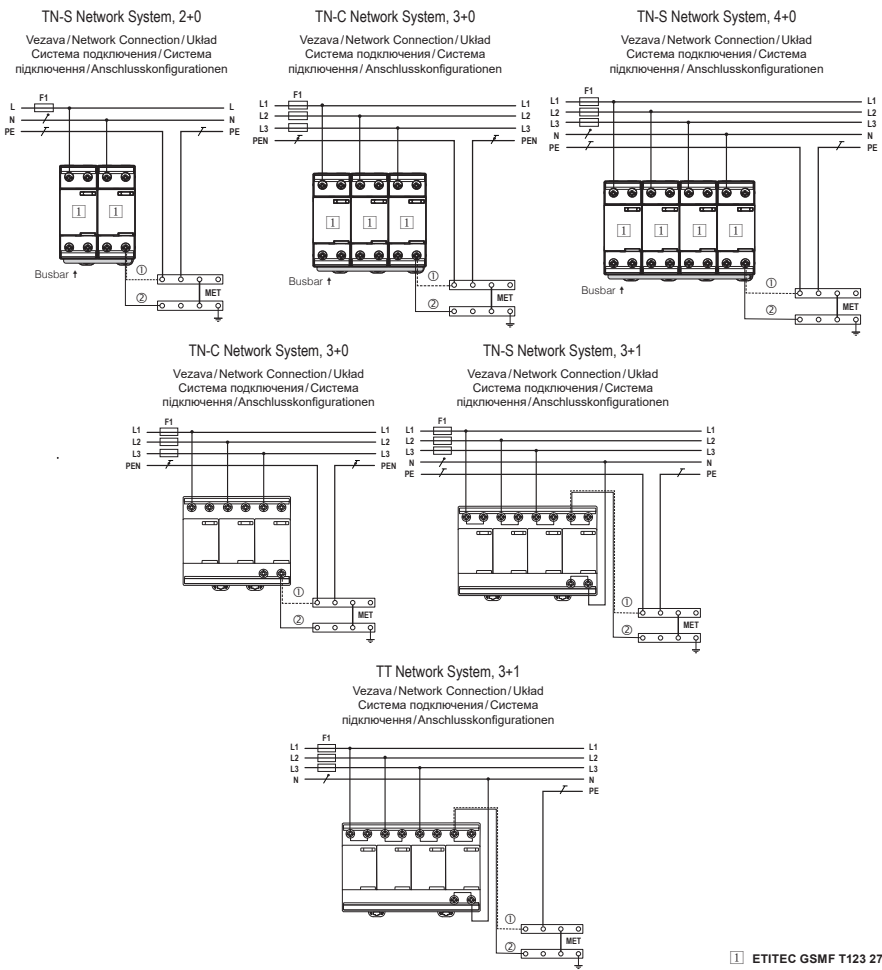 TN-S Network System, 2+0
Vezava/Network Connection/Układ
Система подключения/Система
підключення/Anschlusskonfigurationen
F1
L L
N N
PE PE
1 1
Busbar ↑
①
②
MET
TN-C Network System, 3+0
Vezava/Network Connection/Układ
Система подключения/Система
підключення/Anschlusskonfigurationen
F1
L1 L1
L2 L2
L3 L3
PEN PEN
1 1 1
Busbar ↑
①
②
MET
TN-S Network System, 4+0
Vezava/Network Connection/Układ
Система подключения/Система
підключення/Anschlusskonfigurationen
F1
L1 L1
L2 L2
L3 L3
N N
PE PE
1 1 1 1
Busbar ↑
①
②
MET
TN-C Network System, 3+0
Vezava/Network Connection/Układ
Система подключения/Система
підключення/Anschlusskonfigurationen
F1
L1 L1
L2 L2
L3 L3
PEN PEN
①
②
MET
TN-S Network System, 3+1
Vezava/Network Connection/Układ
Система подключения/Система
підключення/Anschlusskonfigurationen
F1
L1 L1
L2 L2
L3 L3
N N
PE PE
①
②
MET
TT Network System, 3+1
Vezava/Network Connection/Układ
Система подключения/Система
підключення/Anschlusskonfigurationen
F1
L1 L1
L2 L2
L3 L3
N N
PE
①
②
MET
1 ETITEC GSMF T123 27